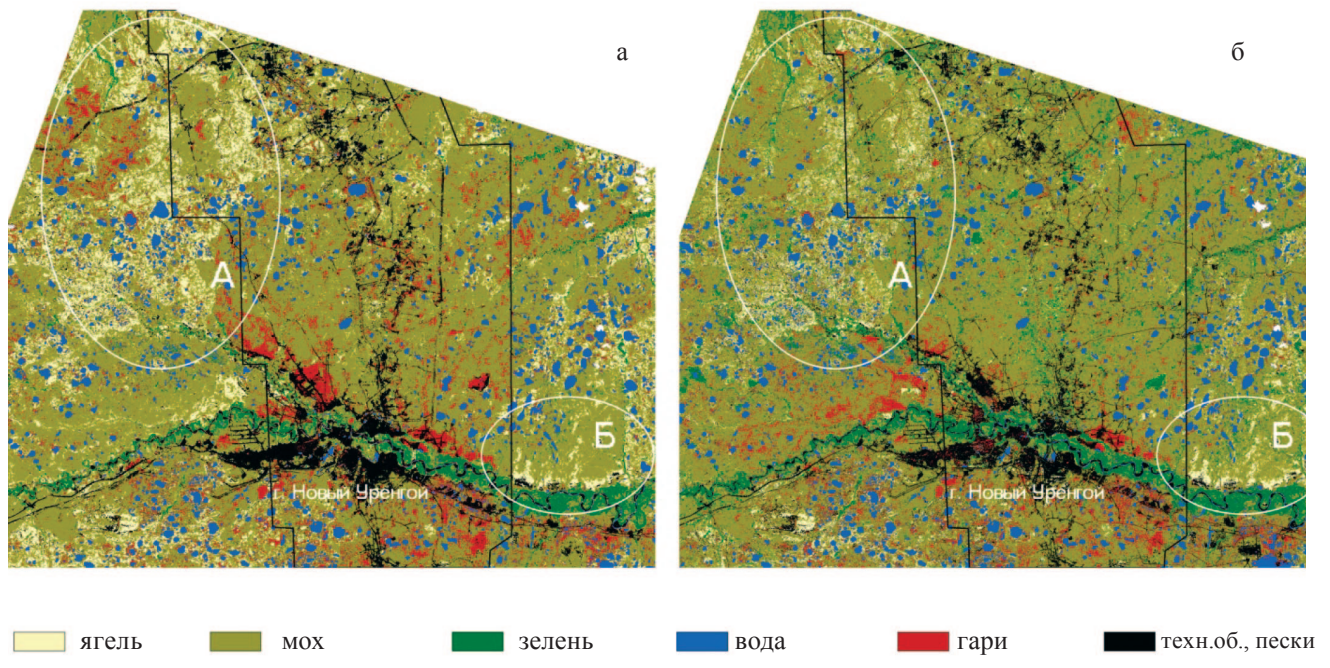 а
б
А
А
Б
Б
г. Новый Уренгой
г. Новый Уренгой
ягель
мох
зелень
вода
гари
техн.об., пески